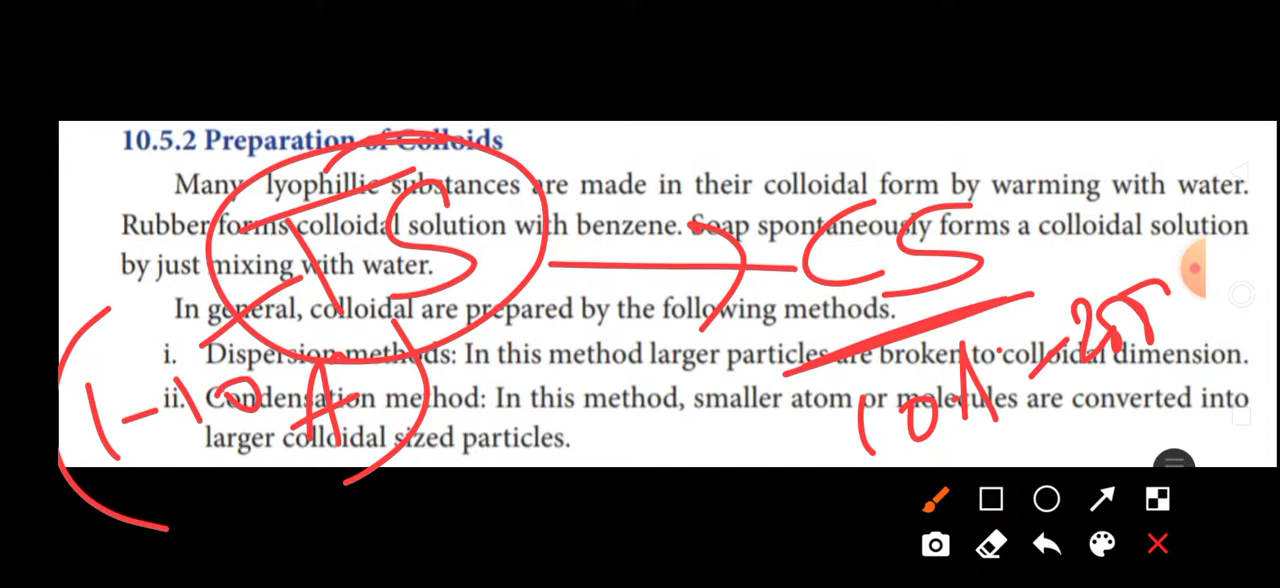 10.5.2 Preparation of Colloids
Many lyophillic substances are made in their colloidal form by warming with water.
Rubber forms colloidal solution with benzene. Soap spontaneously forms a colloidal solution
by just mixing with water.
TS
CS
In general, colloidal are prepared by the following methods.
i. Dispersion methods: In this method larger particles are broken to colloidal dimension.
ii. Condensation method: In this method, smaller atom or molecules are converted into
larger colloidal sized particles.
(1-10 A)
10A